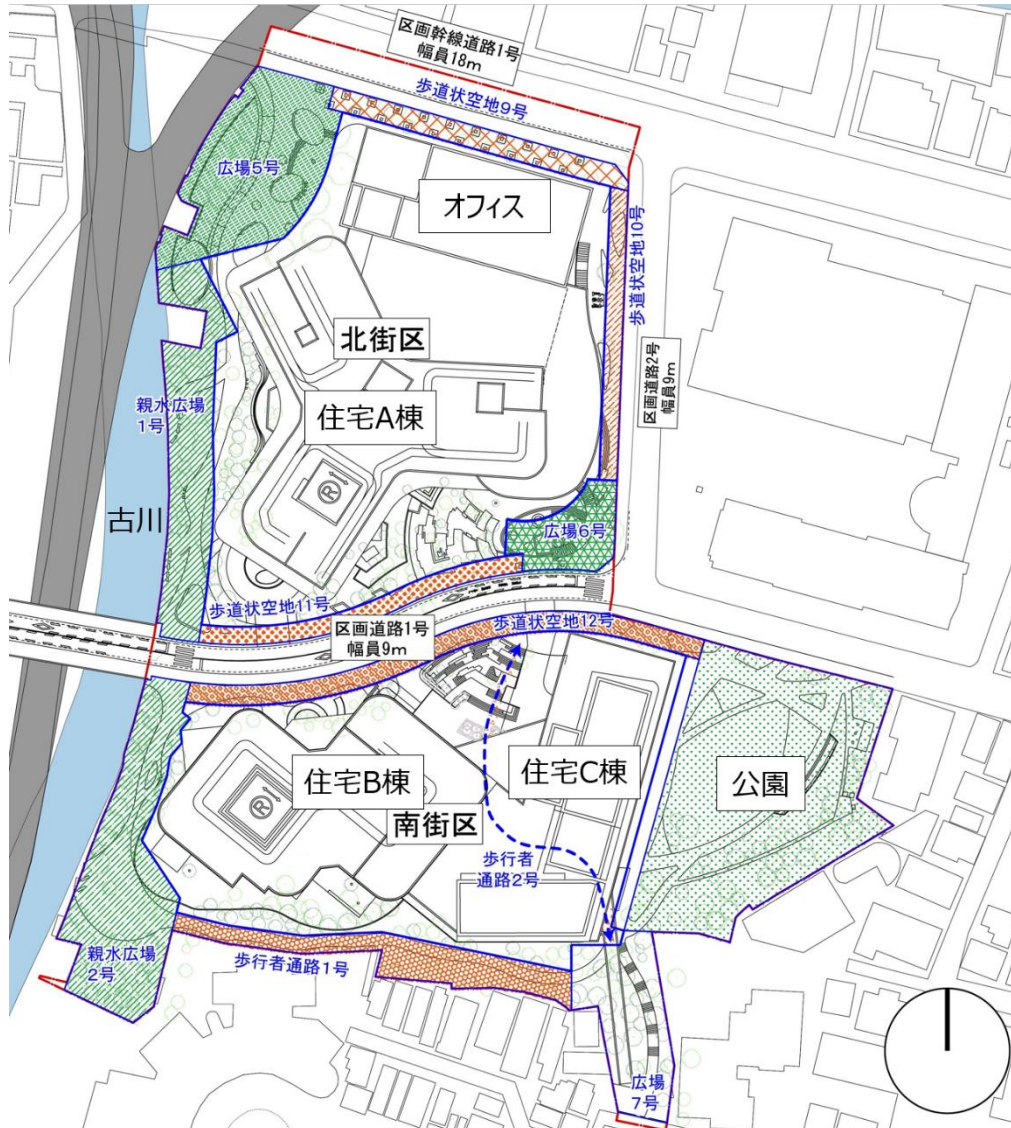 区画幹線道路1号
幅員18m
歩道状空地9号
広場5号
オフィス
歩道状空地10号
北街区
区画道路2号
幅員9m
親水広場
1号
住宅A棟
R
古川
広場6号
歩道状空地11号
歩道状空地12号
区画道路1号
幅員9m
住宅B棟
R
住宅C棟
公園
南街区
歩行者
通路2号
親水広場
2号
歩行者通路1号
広場
7号